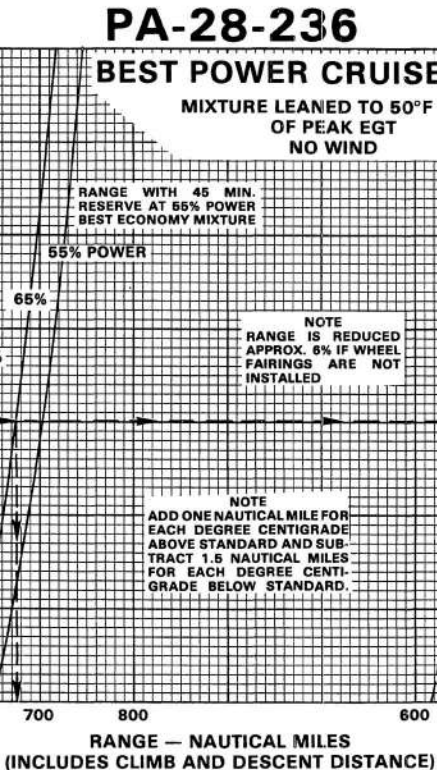 PA-28-236
BEST POWER CRUISE
MIXTURE LEANED TO 50°F
OF PEAK EGT
NO WIND
RANGE WITH 45 MIN.
RESERVE AT 55% POWER
BEST ECONOMY MIXTURE
55% POWER
65%
NOTE
RANGE IS REDUCED
APPROX. 6% IF WHEEL
FAIRINGS ARE NOT
INSTALLED
NOTE
ADD ONE NAUTICAL MILE FOR
EACH DEGREE CENTIGRADE
ABOVE STANDARD AND SUB-
TRACT 1.5 NAUTICAL MILES
FOR EACH DEGREE CENTI-
GRADE BELOW STANDARD.
700 800 600
RANGE — NAUTICAL MILES
(INCLUDES CLIMB AND DESCENT DISTANCE)